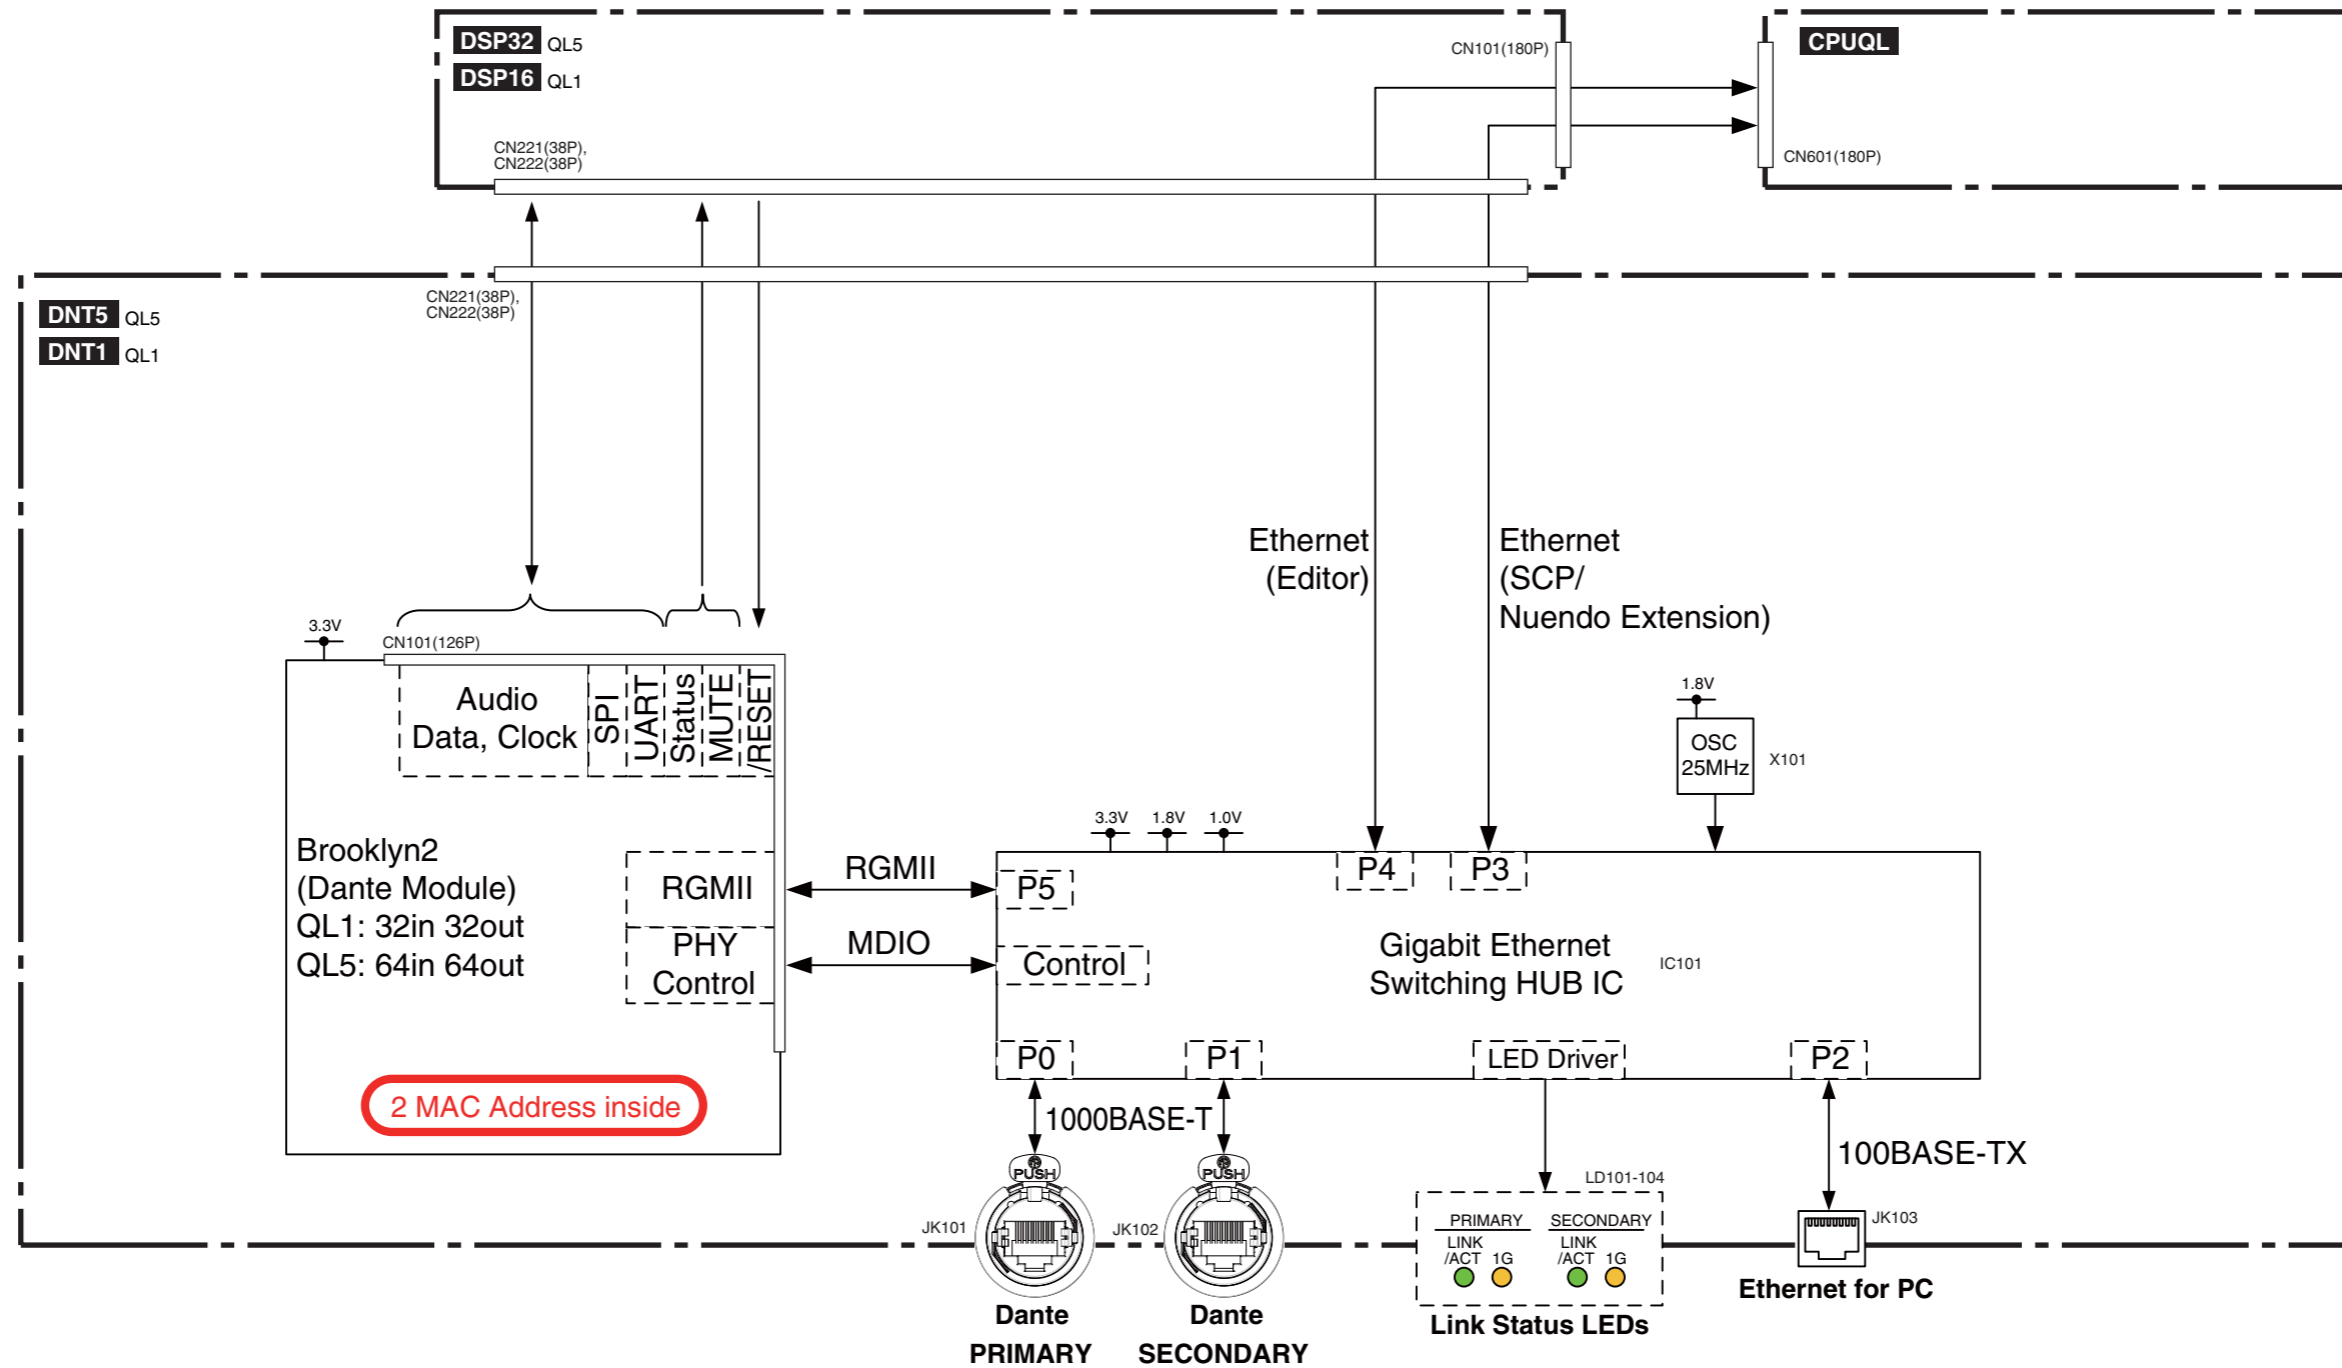 DSP32 QL5
DSP16 QL1
CN101(180P)
CPUQL
CN221(38P),
CN222(38P)
CN601(180P)
CN221(38P),
CN222(38P)
DNT5 QL5
DNT1 QL1
Ethernet
(Editor)
Ethernet
(SCP/
Nuendo Extension)
3.3V
CN101(126P)
Audio
Data, Clock
SPI
UART
Status
MUTE
/RESET
1.8V
OSC
25MHz
X101
Brooklyn2
(Dante Module)
QL1: 32in 32out
QL5: 64in 64out
RGMII
PHY
Control
RGMII
MDIO
3.3V
1.8V
1.0V
P5
P4
P3
Control
Gigabit Ethernet
Switching HUB IC
IC101
P0
P1
LED Driver
P2
2 MAC Address inside
1000BASE-T
100BASE-TX
PUSH
PUSH
LD101-104
JK101
JK102
JK103
PRIMARY
SECONDARY
LINK
/ACT 1G
LINK
/ACT 1G
Dante
PRIMARY
Dante
SECONDARY
Link Status LEDs
Ethernet for PC